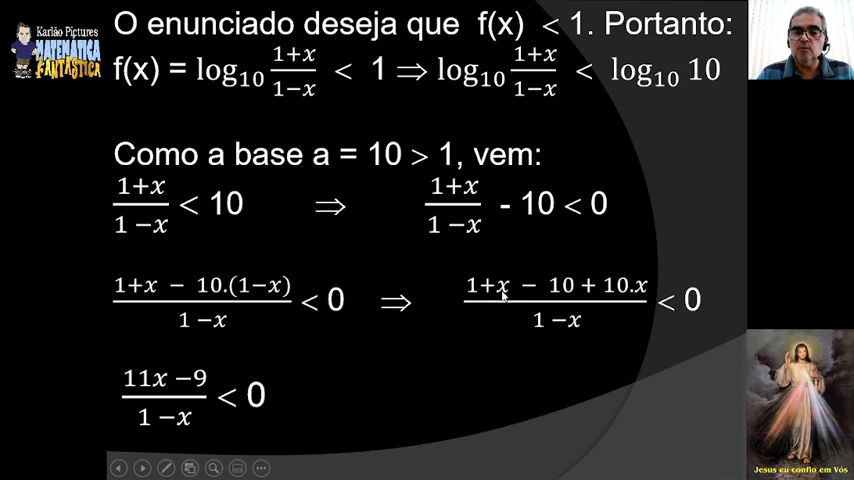 Karlão Pictures
MATEMÁTICA
FANTÁSTICA
O enunciado deseja que f(x) < 1. Portanto:
f(x) = log₁₀ (1+x)/(1−x) < 1 ⇒ log₁₀ (1+x)/(1−x) < log₁₀ 10
Como a base a = 10 > 1, vem:
(1+x)/(1−x) < 10 ⇒ (1+x)/(1−x) - 10 < 0
(1+x − 10.(1−x))/(1−x) < 0 ⇒ (1+x − 10 + 10.x)/(1−x) < 0
(11x −9)/(1−x) < 0
Jesus eu confio em Vós